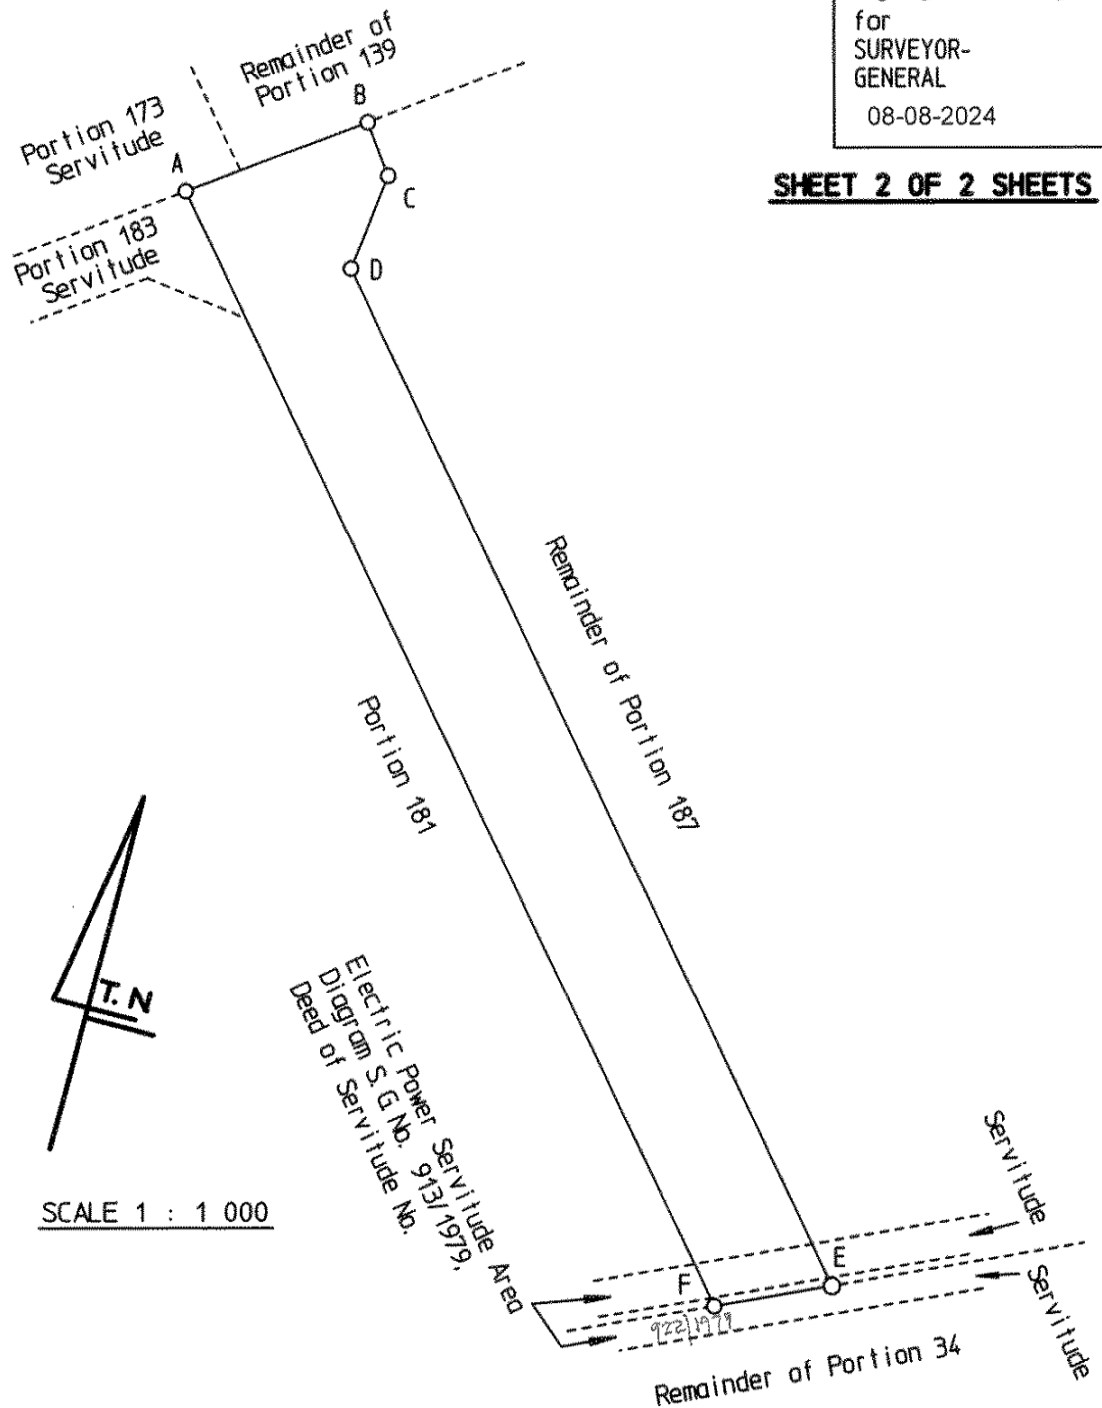 for
SURVEYOR-
GENERAL
08-08-2024
SHEET 2 OF 2 SHEETS
Remainder of
Portion 139
Portion 173
Servitude
A
B
C
D
Portion 183
Servitude
Remainder of Portion 187
Portion 181
T.N
SCALE 1 : 1 000
Electric Power Servitude Area
Diagram S.G. No. 913/1979,
Deed of Servitude No.
Servitude
E
F
922/1979
Servitude
Remainder of Portion 34